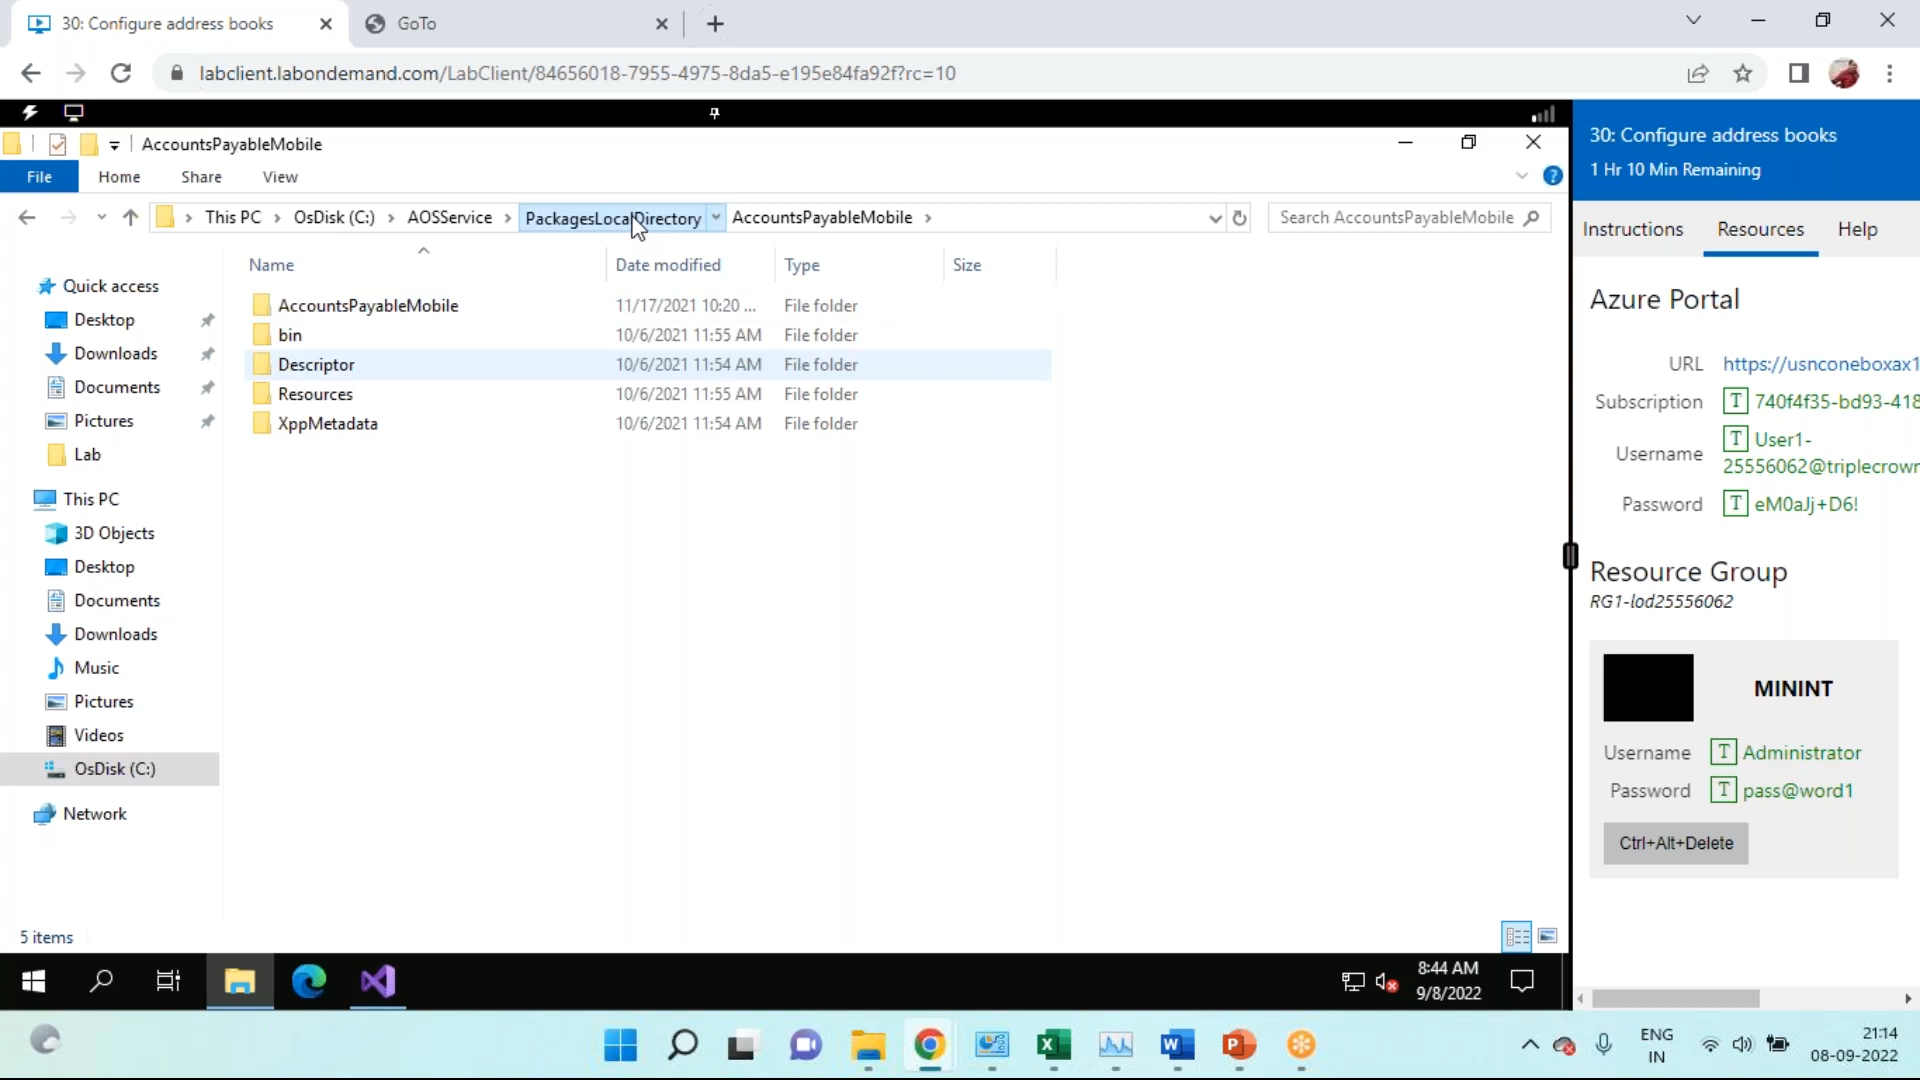 30: Configure address books
GoTo
labclient.labondemand.com/LabClient/84656018-7955-4975-8da5-e195e84fa92f?rc=10
AccountsPayableMobile
File Home Share View
This PC OsDisk (C:) AOSService PackagesLocalDirectory AccountsPayableMobile
Search AccountsPayableMobile
Name Date modified Type Size
AccountsPayableMobile 11/17/2021 10:20 ... File folder
bin 10/6/2021 11:55 AM File folder
Descriptor 10/6/2021 11:54 AM File folder
Resources 10/6/2021 11:55 AM File folder
XppMetadata 10/6/2021 11:54 AM File folder
Quick access
Desktop
Downloads
Documents
Pictures
Lab
This PC
3D Objects
Desktop
Documents
Downloads
Music
Pictures
Videos
OsDisk (C:)
Network
5 items
8:44 AM
9/8/2022
30: Configure address books
1 Hr 10 Min Remaining
Instructions Resources Help
Azure Portal
URL https://usnconeboxax1
Subscription T 740f4f35-bd93-418
Username T User1-
25556062@triplecrown
Password T eM0aJj+D6!
Resource Group
RG1-lod25556062
MININT
Username T Administrator
Password T pass@word1
Ctrl+Alt+Delete
ENG
IN
21:14
08-09-2022